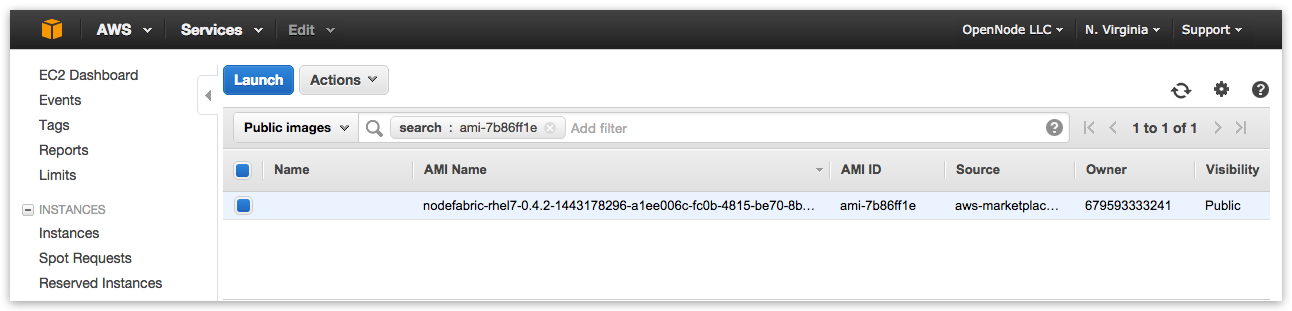 AWS Services Edit OpenNode LLC N. Virginia Support
EC2 Dashboard
Events
Tags
Reports
Limits
INSTANCES
Instances
Spot Requests
Reserved Instances
Launch Actions
Public images search : ami-7b86ff1e Add filter 1 to 1 of 1
Name AMI Name AMI ID Source Owner Visibility
nodefabric-rhel7-0.4.2-1443178296-a1ee006c-fc0b-4815-be70-8b… ami-7b86ff1e aws-marketplac… 679593333241 Public